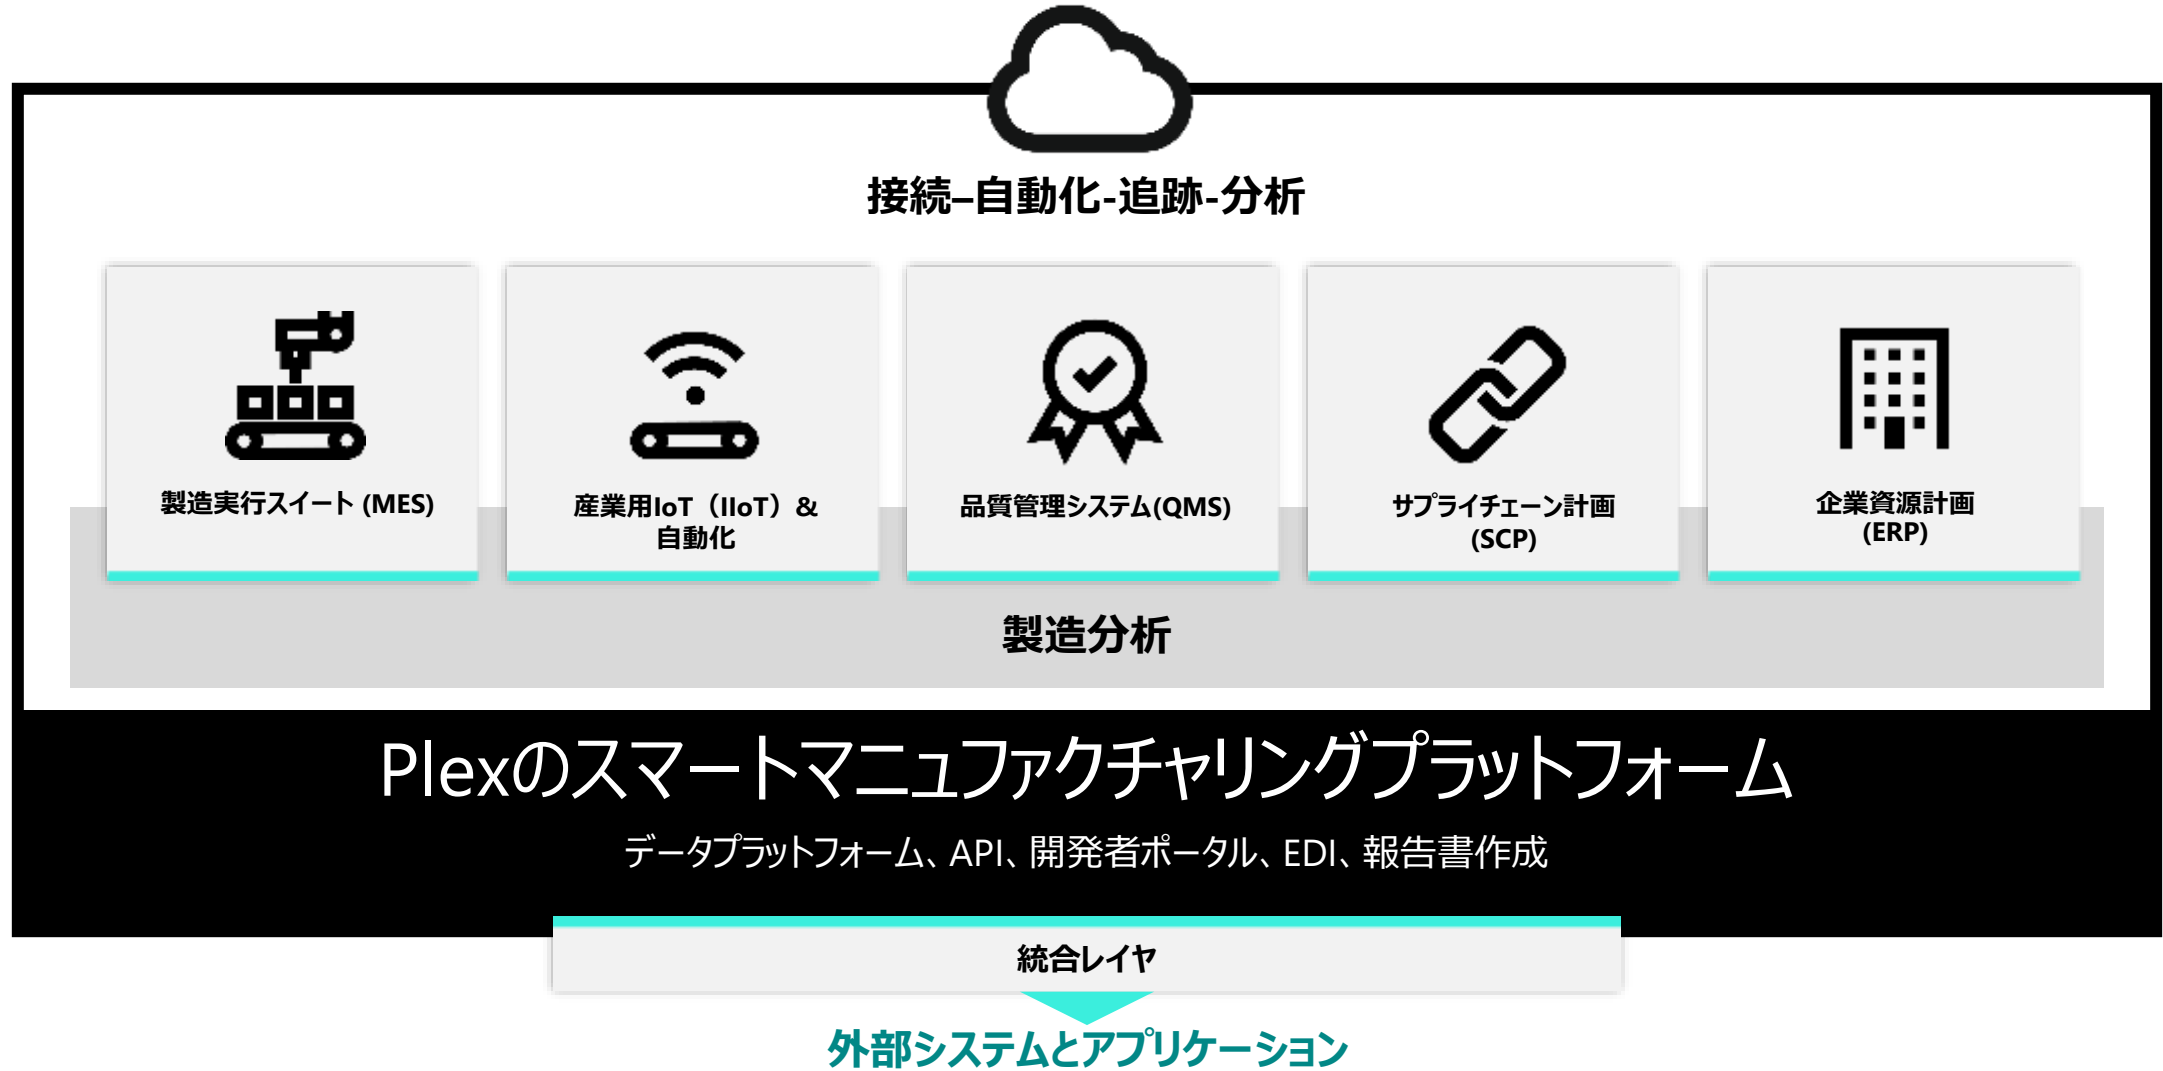 接続–自動化-追跡-分析
製造実行スイート (MES)
産業用IoT（IIoT）&
自動化
品質管理システム(QMS)
サプライチェーン計画
(SCP)
企業資源計画
(ERP)
製造分析
Plexのスマートマニュファクチャリングプラットフォーム
データプラットフォーム、API、開発者ポータル、EDI、報告書作成
統合レイヤ
外部システムとアプリケーション